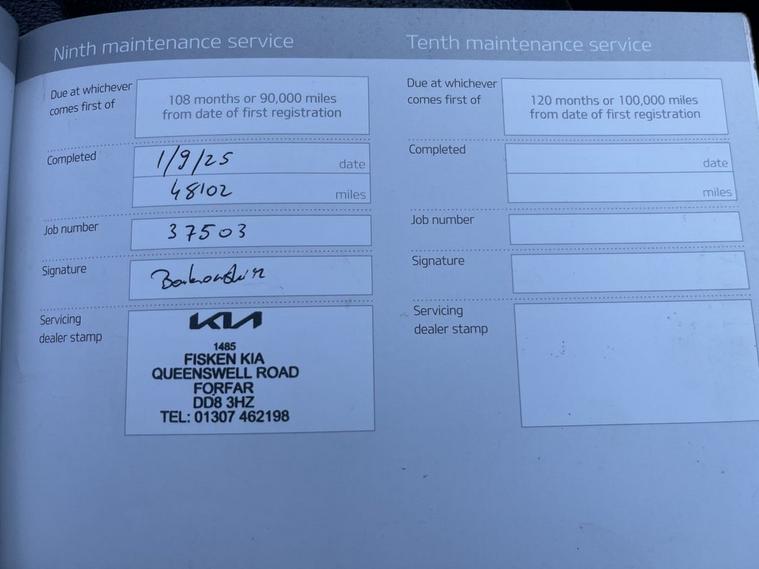 Ninth maintenance service
Due at whichever
comes first of
108 months or 90,000 miles
from date of first registration
Completed
1/9/25
date
48102
miles
Job number
37503
Signature
Servicing
dealer stamp
KIA
1485
FISKEN KIA
QUEENSWELL ROAD
FORFAR
DD8 3HZ
TEL: 01307 462198
Tenth maintenance service
Due at whichever
comes first of
120 months or 100,000 miles
from date of first registration
Completed
date
miles
Job number
Signature
Servicing
dealer stamp